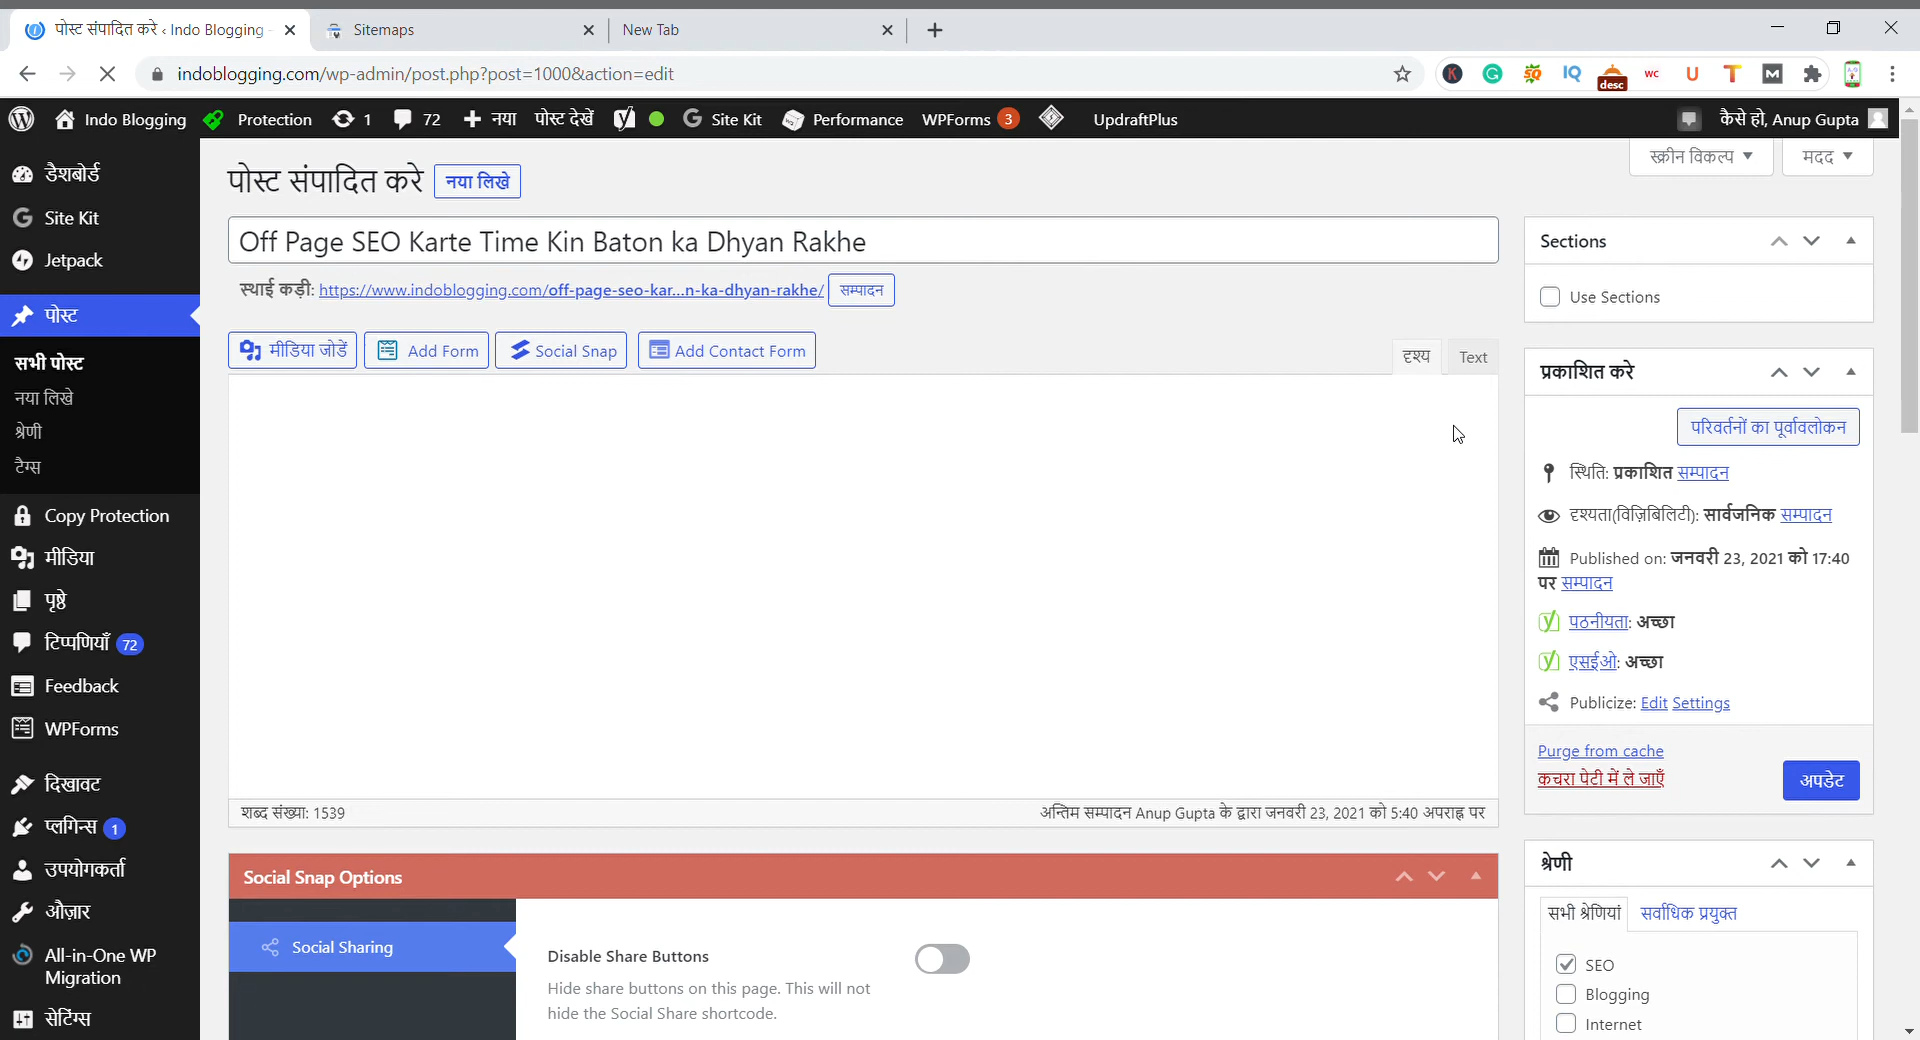 पोस्ट संपादित करे ‹ Indo Blogging -
Sitemaps
New Tab
indoblogging.com/wp-admin/post.php?post=1000&action=edit
K
G
SQ
IQ
desc
WC
U
T
M
Indo Blogging
Protection
1
72
नया
पोस्ट देखें
Site Kit
Performance
WPForms 3
UpdraftPlus
कैसे हो, Anup Gupta
स्क्रीन विकल्प
मदद
डैशबोर्ड
Site Kit
Jetpack
पोस्ट
सभी पोस्ट
नया लिखे
श्रेणी
टैग्स
Copy Protection
मीडिया
पृष्ठे
टिप्पणियाँ 72
Feedback
WPForms
दिखावट
प्लगिन्स 1
उपयोगकर्ता
औज़ार
All-in-One WP
Migration
सेटिंग्स
पोस्ट संपादित करे
नया लिखे
Off Page SEO Karte Time Kin Baton ka Dhyan Rakhe
स्थाई कड़ी: https://www.indoblogging.com/off-page-seo-kar...n-ka-dhyan-rakhe/ सम्पादन
मीडिया जोडें
Add Form
Social Snap
Add Contact Form
दृश्य
Text
शब्द संख्या: 1539
अन्तिम सम्पादन Anup Gupta के द्वारा जनवरी 23, 2021 को 5:40 अपराह्न पर
Social Snap Options
Social Sharing
Disable Share Buttons
Hide share buttons on this page. This will not
hide the Social Share shortcode.
Sections
Use Sections
प्रकाशित करे
परिवर्तनों का पूर्वावलोकन
स्थिति: प्रकाशित सम्पादन
दृश्यता(विज़िबिलिटी): सार्वजनिक सम्पादन
Published on: जनवरी 23, 2021 को 17:40
पर सम्पादन
पठनीयता: अच्छा
एसईओ: अच्छा
Publicize: Edit Settings
Purge from cache
कचरा पेटी में ले जाएँ
अपडेट
श्रेणी
सभी श्रेणियां
सर्वाधिक प्रयुक्त
SEO
Blogging
Internet